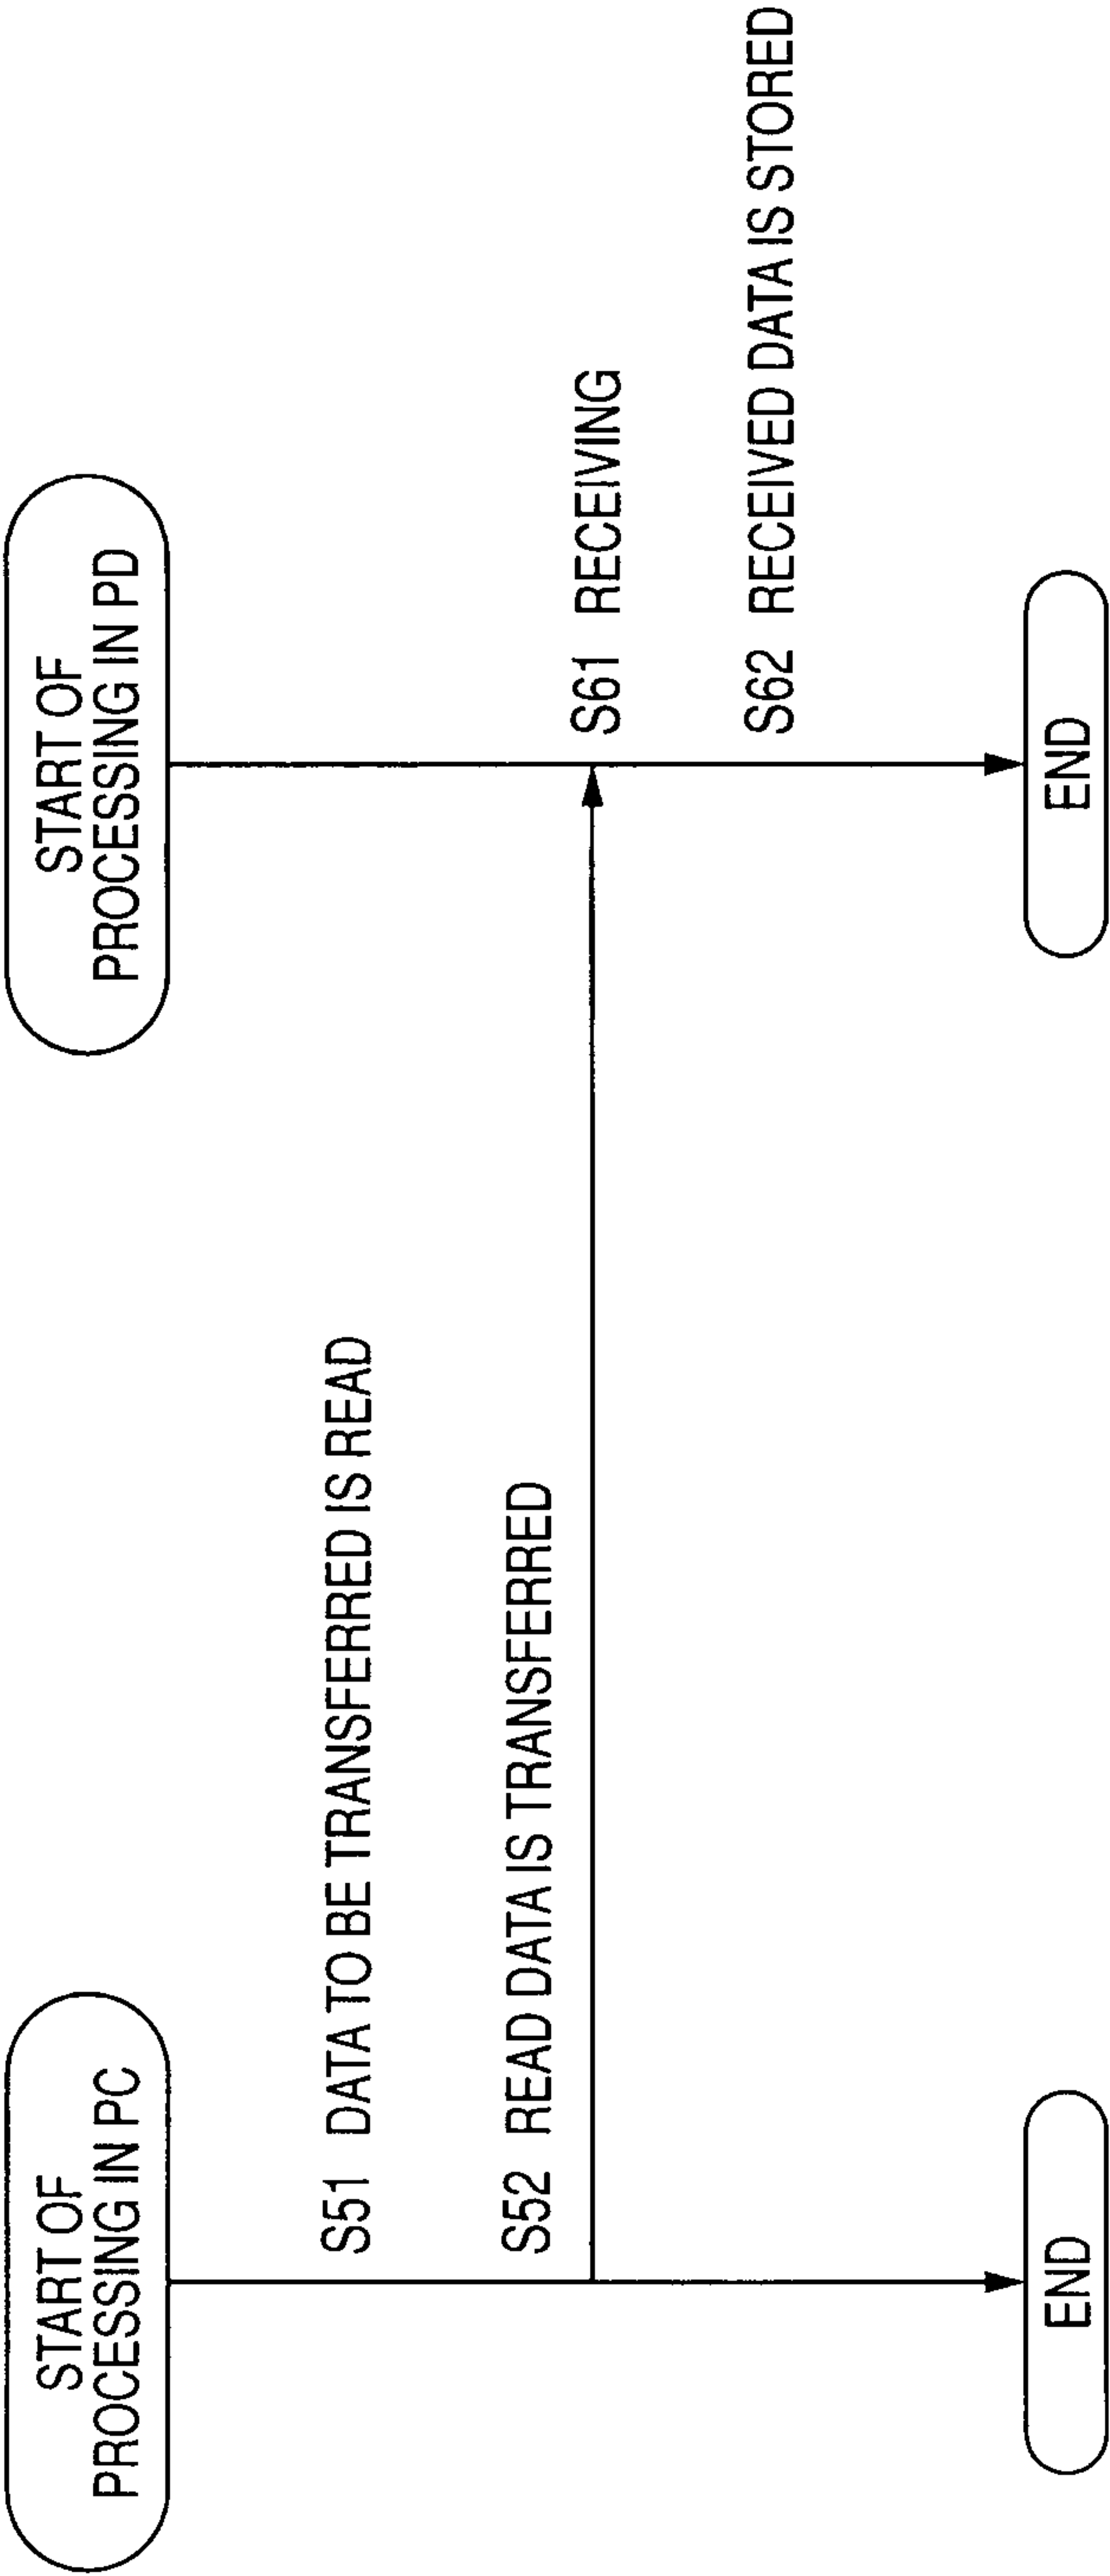 START OF
PROCESSING IN PC
S51 DATA TO BE TRANSFERRED IS READ
S52 READ DATA IS TRANSFERRED
END
START OF
PROCESSING IN PD
S61 RECEIVING
S62 RECEIVED DATA IS STORED
END